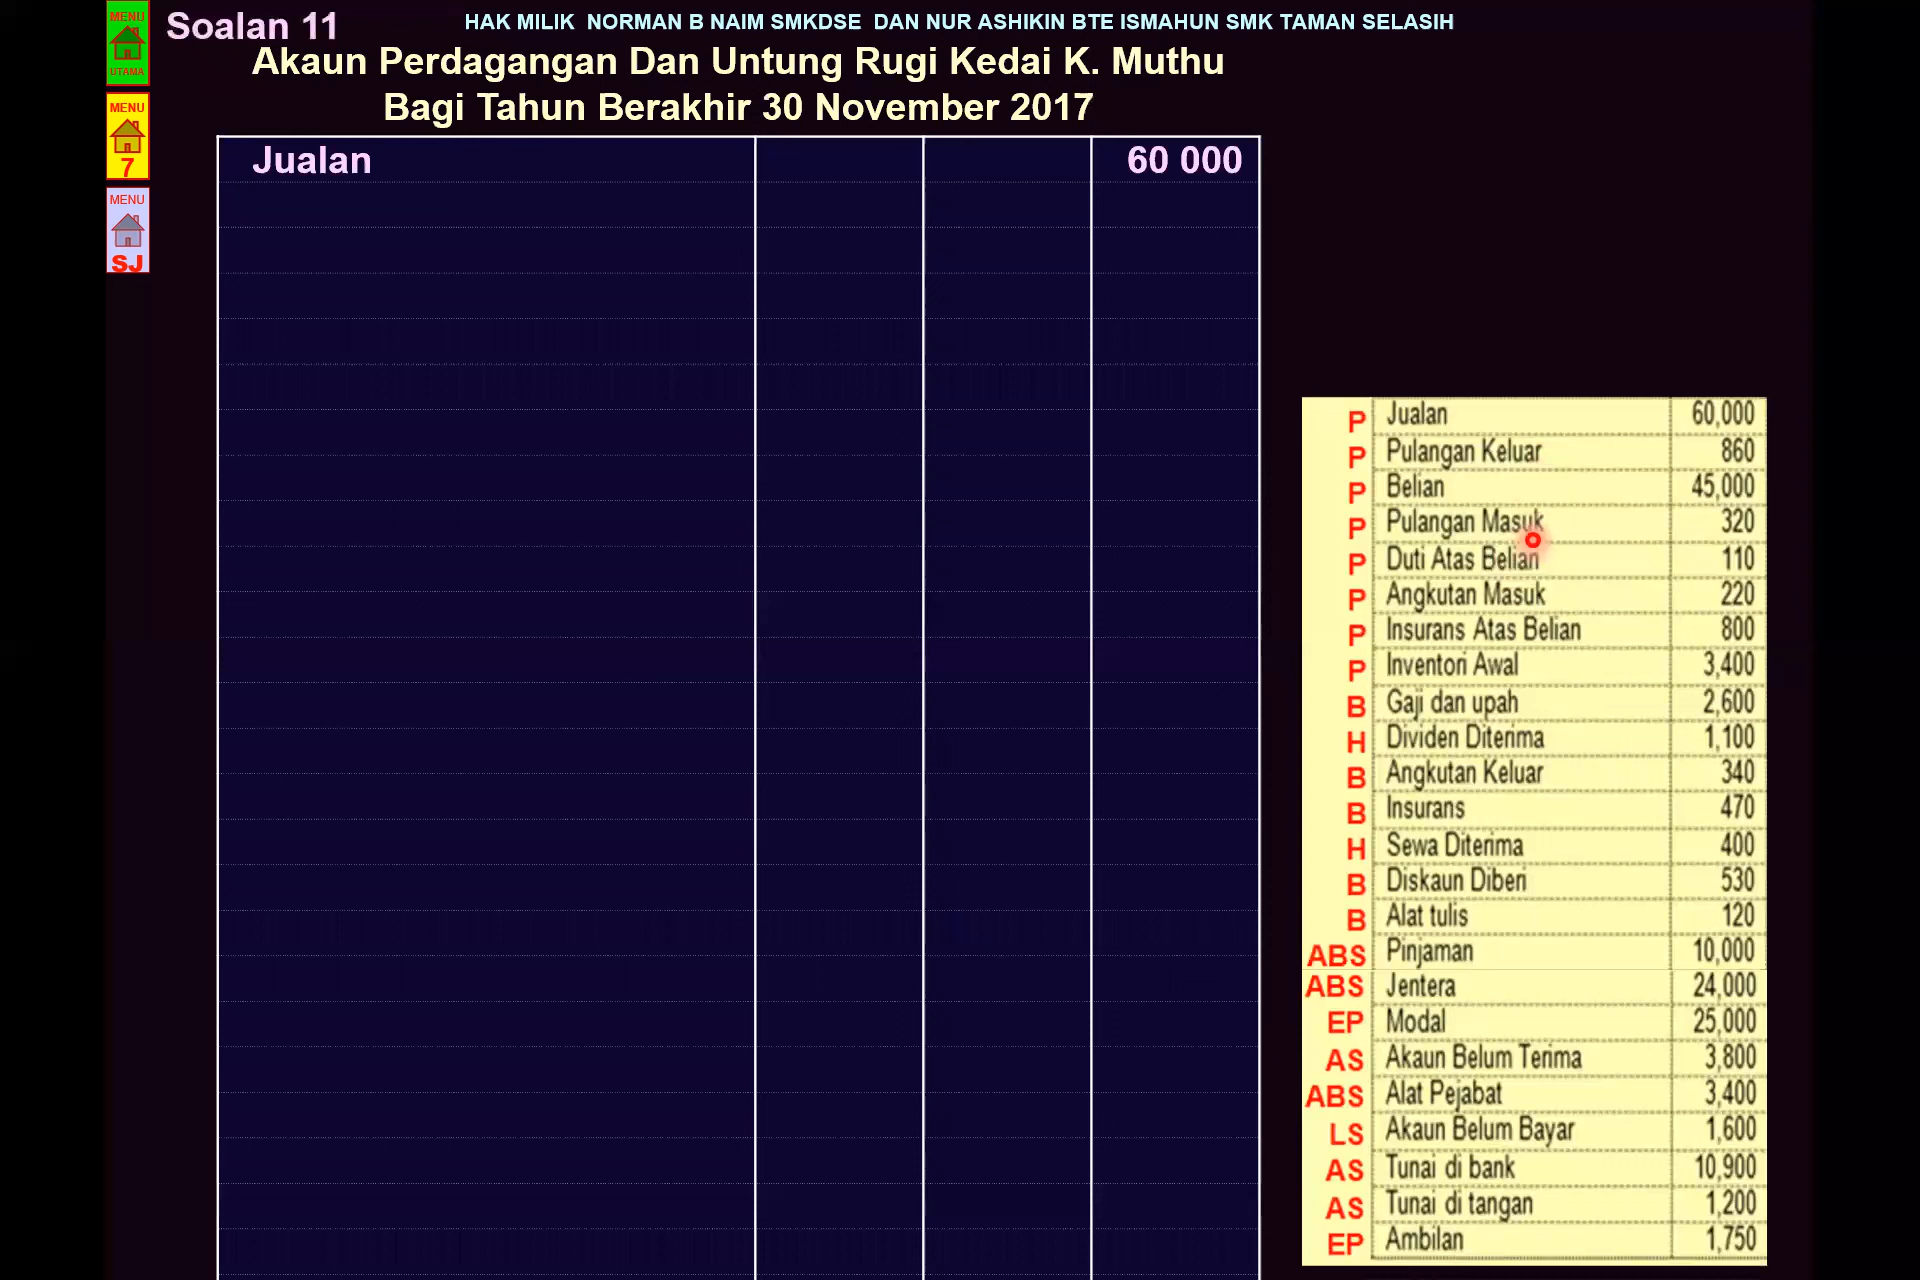 MENU
UTAMA
Soalan 11
HAK MILIK NORMAN B NAIM SMKDSE DAN NUR ASHIKIN BTE ISMAHUN SMK TAMAN SELASIH
Akaun Perdagangan Dan Untung Rugi Kedai K. Muthu
Bagi Tahun Berakhir 30 November 2017
MENU
7
MENU
SJ
Jualan 60 000
P Jualan 60,000
P Pulangan Keluar 860
P Belian 45,000
P Pulangan Masuk 320
P Duti Atas Belian 110
P Angkutan Masuk 220
P Insurans Atas Belian 800
P Inventori Awal 3,400
B Gaji dan upah 2,600
H Dividen Diterima 1,100
B Angkutan Keluar 340
B Insurans 470
H Sewa Diterima 400
B Diskaun Diberi 530
B Alat tulis 120
ABS Pinjaman 10,000
ABS Jentera 24,000
EP Modal 25,000
AS Akaun Belum Terima 3,800
ABS Alat Pejabat 3,400
LS Akaun Belum Bayar 1,600
AS Tunai di bank 10,900
AS Tunai di tangan 1,200
EP Ambilan 1,750